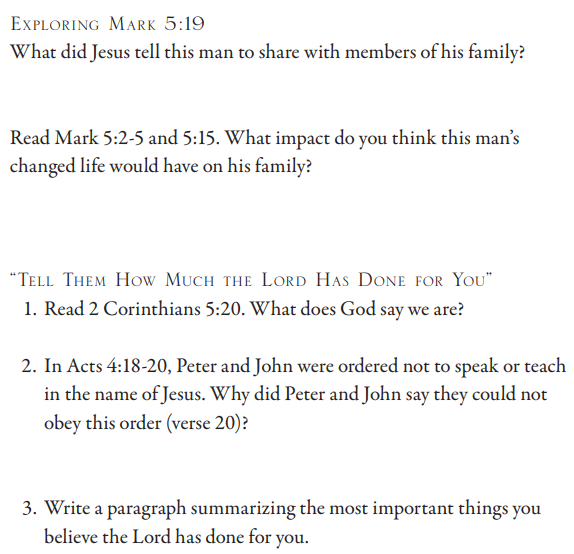 Exploring Mark 5:19
What did Jesus tell this man to share with members of his family?
Read Mark 5:2-5 and 5:15. What impact do you think this man's
changed life would have on his family?
“Tell Them How Much the Lord Has Done for You”
1. Read 2 Corinthians 5:20. What does God say we are?
2. In Acts 4:18-20, Peter and John were ordered not to speak or teach
in the name of Jesus. Why did Peter and John say they could not
obey this order (verse 20)?
3. Write a paragraph summarizing the most important things you
believe the Lord has done for you.